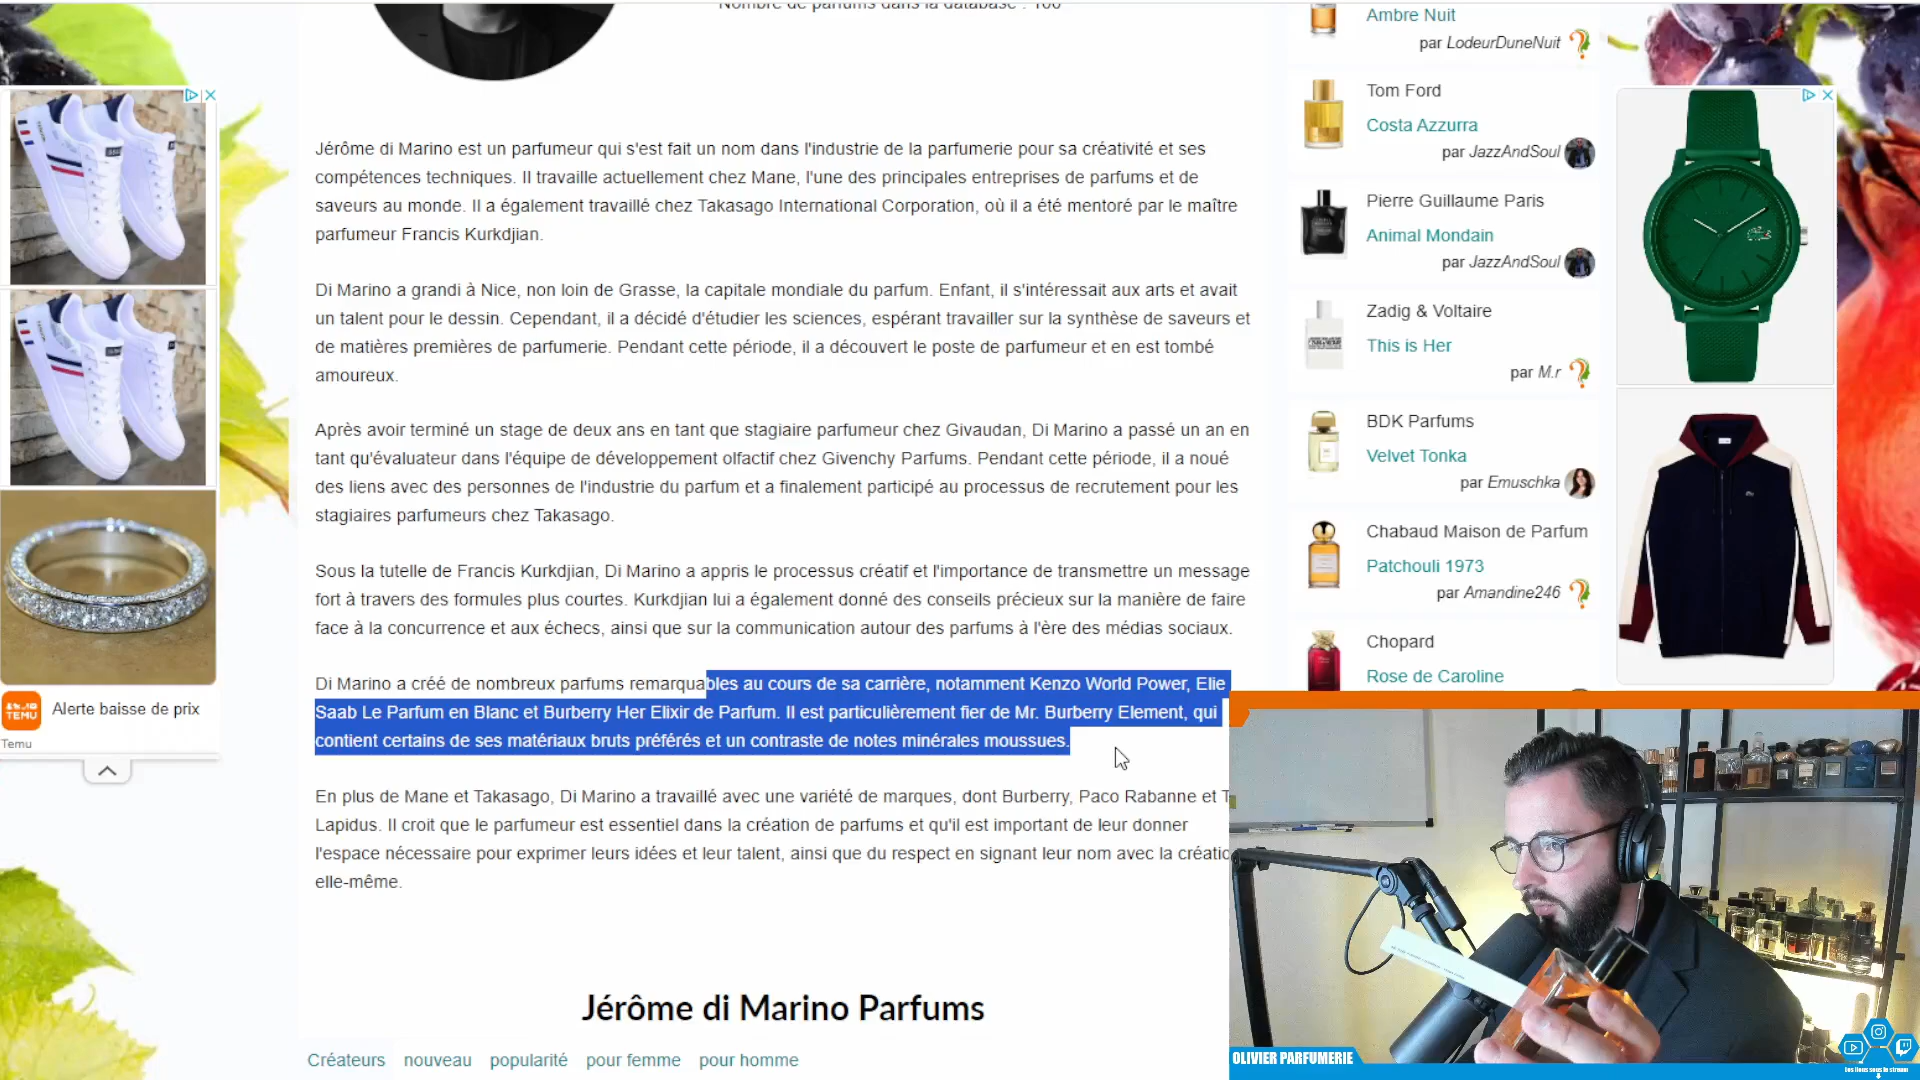 Nombre de parfums dans la database : 100
Jérôme di Marino est un parfumeur qui s'est fait un nom dans l'industrie de la parfumerie pour sa créativité et ses
compétences techniques. Il travaille actuellement chez Mane, l'une des principales entreprises de parfums et de
saveurs au monde. Il a également travaillé chez Takasago International Corporation, où il a été mentoré par le maître
parfumeur Francis Kurkdjian.
Di Marino a grandi à Nice, non loin de Grasse, la capitale mondiale du parfum. Enfant, il s'intéressait aux arts et avait
un talent pour le dessin. Cependant, il a décidé d'étudier les sciences, espérant travailler sur la synthèse de saveurs et
de matières premières de parfumerie. Pendant cette période, il a découvert le poste de parfumeur et en est tombé
amoureux.
Après avoir terminé un stage de deux ans en tant que stagiaire parfumeur chez Givaudan, Di Marino a passé un an en
tant qu'évaluateur dans l'équipe de développement olfactif chez Givenchy Parfums. Pendant cette période, il a noué
des liens avec des personnes de l'industrie du parfum et a finalement participé au processus de recrutement pour les
stagiaires parfumeurs chez Takasago.
Sous la tutelle de Francis Kurkdjian, Di Marino a appris le processus créatif et l'importance de transmettre un message
fort à travers des formules plus courtes. Kurkdjian lui a également donné des conseils précieux sur la manière de faire
face à la concurrence et aux échecs, ainsi que sur la communication autour des parfums à l'ère des médias sociaux.
Di Marino a créé de nombreux parfums remarquables au cours de sa carrière, notamment Kenzo World Power, Elie
Saab Le Parfum en Blanc et Burberry Her Elixir de Parfum. Il est particulièrement fier de Mr. Burberry Element, qui
contient certains de ses matériaux bruts préférés et un contraste de notes minérales moussues.
En plus de Mane et Takasago, Di Marino a travaillé avec une variété de marques, dont Burberry, Paco Rabanne et T
Lapidus. Il croit que le parfumeur est essentiel dans la création de parfums et qu'il est important de leur donner
l'espace nécessaire pour exprimer leurs idées et leur talent, ainsi que du respect en signant leur nom avec la créatio
elle-même.
Jérôme di Marino Parfums
Créateurs nouveau popularité pour femme pour homme
Ambre Nuit
par LodeurDuneNuit
Tom Ford
Costa Azzurra
par JazzAndSoul
Pierre Guillaume Paris
Animal Mondain
par JazzAndSoul
Zadig & Voltaire
This is Her
par M.r
BDK Parfums
Velvet Tonka
par Emuschka
Chabaud Maison de Parfum
Patchouli 1973
par Amandine246
Chopard
Rose de Caroline
TEMU
Alerte baisse de prix
Temu
OLIVIER PARFUMERIE
Les liens sous le stream